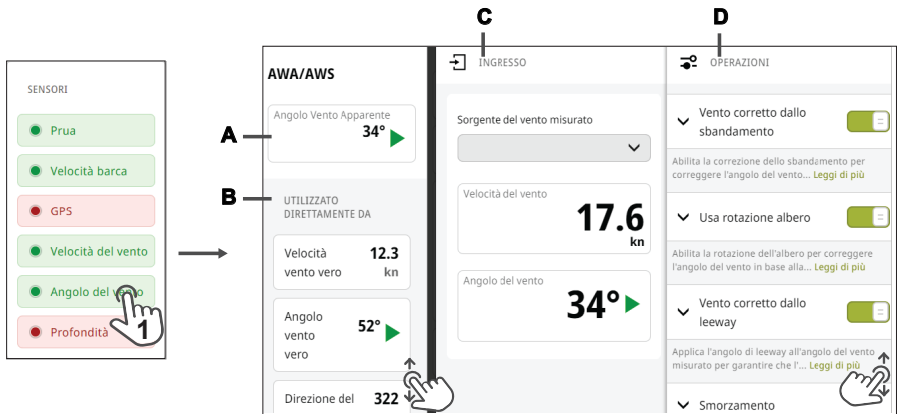 SENSORI
Prua
Velocità barca
GPS
Velocità del vento
Angolo del vento
Profondità
1
A
B
C
D
AWA/AWS
Angolo Vento Apparente
34°
UTILIZZATO
DIRETTAMENTE DA
Velocità
vento vero
12.3
kn
Angolo
vento
vero
52°
Direzione del
322
INGRESSO
Sorgente del vento misurato
Velocità del vento
17.6
kn
Angolo del vento
34°
OPERAZIONI
Vento corretto dallo
sbandamento
Abilita la correzione dello sbandamento per
correggere l'angolo del vento... Leggi di più
Usa rotazione albero
Abilita la rotazione dell'albero per correggere
l'angolo del vento in base alla... Leggi di più
Vento corretto dallo
leeway
Applica l'angolo di leeway all'angolo del vento
misurato per garantire che l'... Leggi di più
Smorzamento